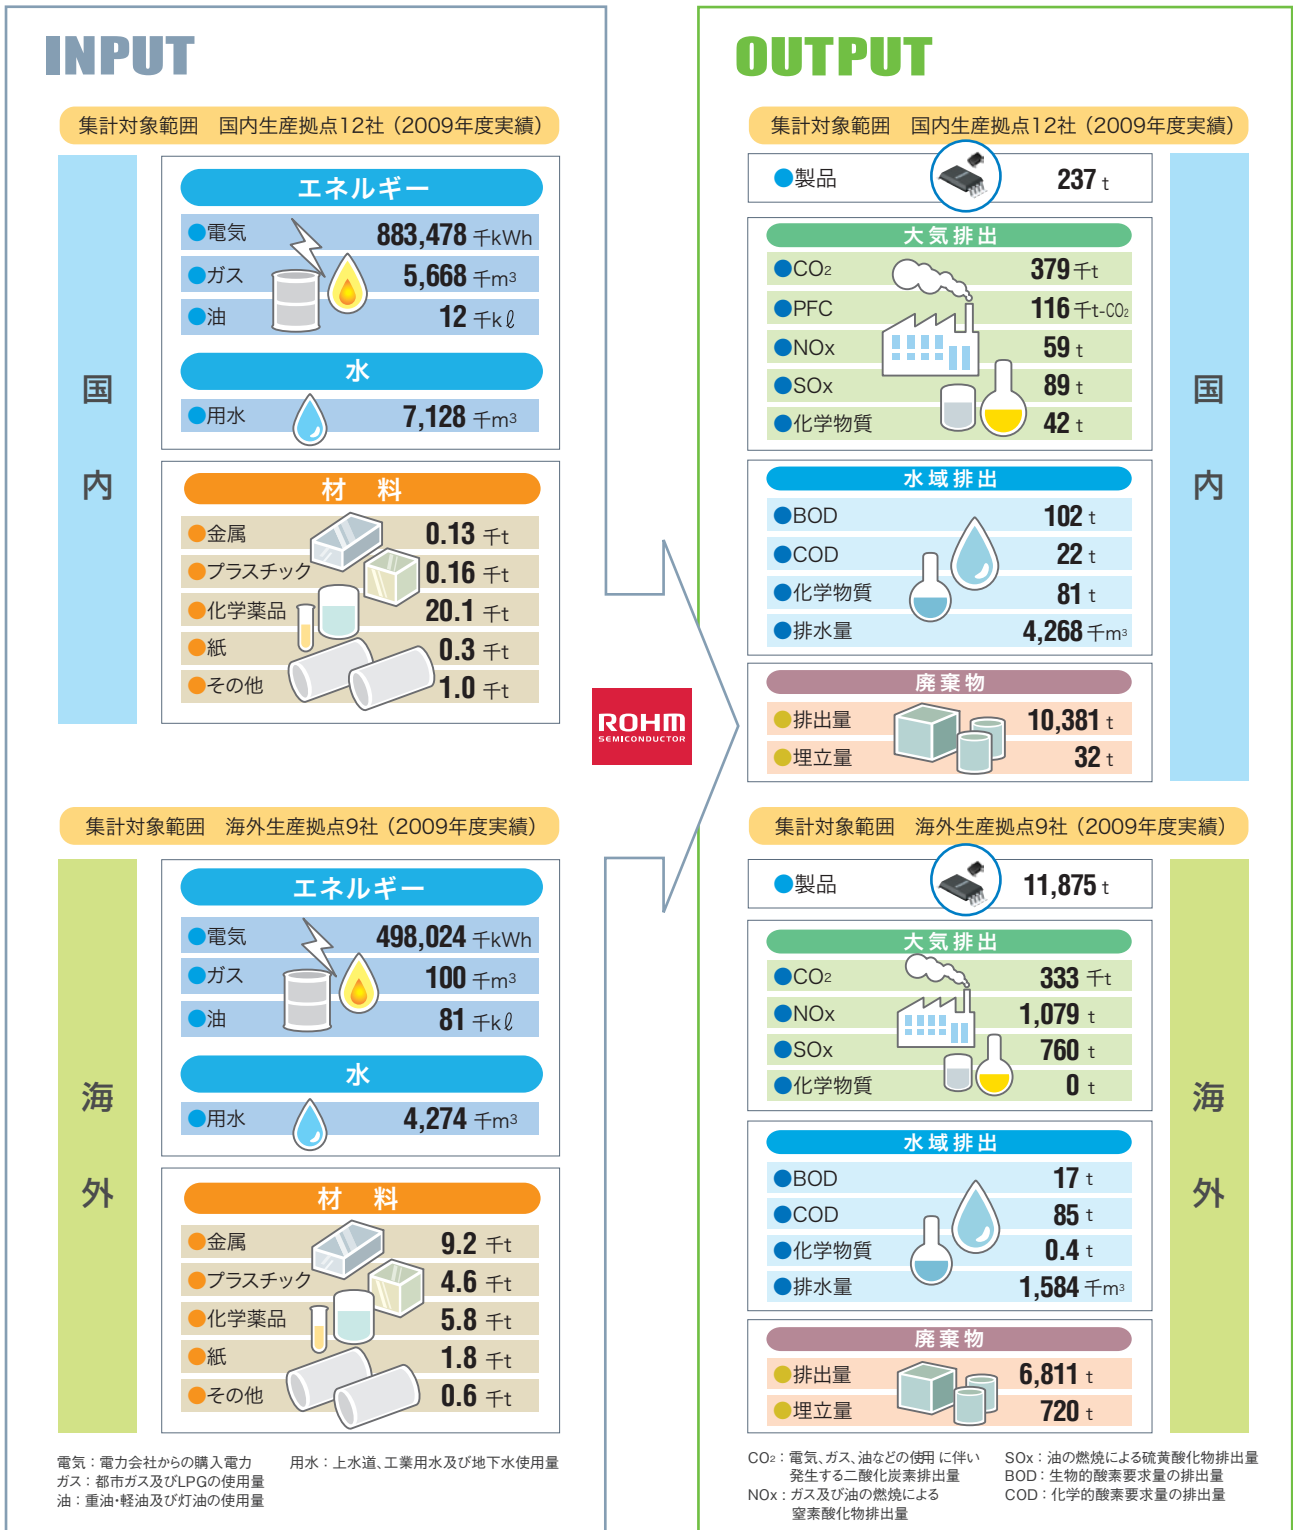 INPUT
集計対象範囲　国内生産拠点12社（2009年度実績）
国内
エネルギー
●電気 883,478 千kWh
●ガス 5,668 千m³
●油 12 千kℓ
水
●用水 7,128 千m³
材　料
●金属 0.13 千t
●プラスチック 0.16 千t
●化学薬品 20.1 千t
●紙 0.3 千t
●その他 1.0 千t
集計対象範囲　海外生産拠点9社（2009年度実績）
海外
エネルギー
●電気 498,024 千kWh
●ガス 100 千m³
●油 81 千kℓ
水
●用水 4,274 千m³
材　料
●金属 9.2 千t
●プラスチック 4.6 千t
●化学薬品 5.8 千t
●紙 1.8 千t
●その他 0.6 千t
電気：電力会社からの購入電力
ガス：都市ガス及びLPGの使用量
油：重油・軽油及び灯油の使用量
用水：上水道、工業用水及び地下水使用量
ROHM
SEMICONDUCTOR
OUTPUT
集計対象範囲　国内生産拠点12社（2009年度実績）
●製品 237 t
国内
大気排出
●CO₂ 379 千t
●PFC 116 千t-CO₂
●NOx 59 t
●SOx 89 t
●化学物質 42 t
水域排出
●BOD 102 t
●COD 22 t
●化学物質 81 t
●排水量 4,268 千m³
廃棄物
●排出量 10,381 t
●埋立量 32 t
集計対象範囲　海外生産拠点9社（2009年度実績）
●製品 11,875 t
海外
大気排出
●CO₂ 333 千t
●NOx 1,079 t
●SOx 760 t
●化学物質 0 t
水域排出
●BOD 17 t
●COD 85 t
●化学物質 0.4 t
●排水量 1,584 千m³
廃棄物
●排出量 6,811 t
●埋立量 720 t
CO₂：電気、ガス、油などの使用に伴い
発生する二酸化炭素排出量
NOx：ガス及び油の燃焼による
窒素酸化物排出量
SOx：油の燃焼による硫黄酸化物排出量
BOD：生物的酸素要求量の排出量
COD：化学的酸素要求量の排出量